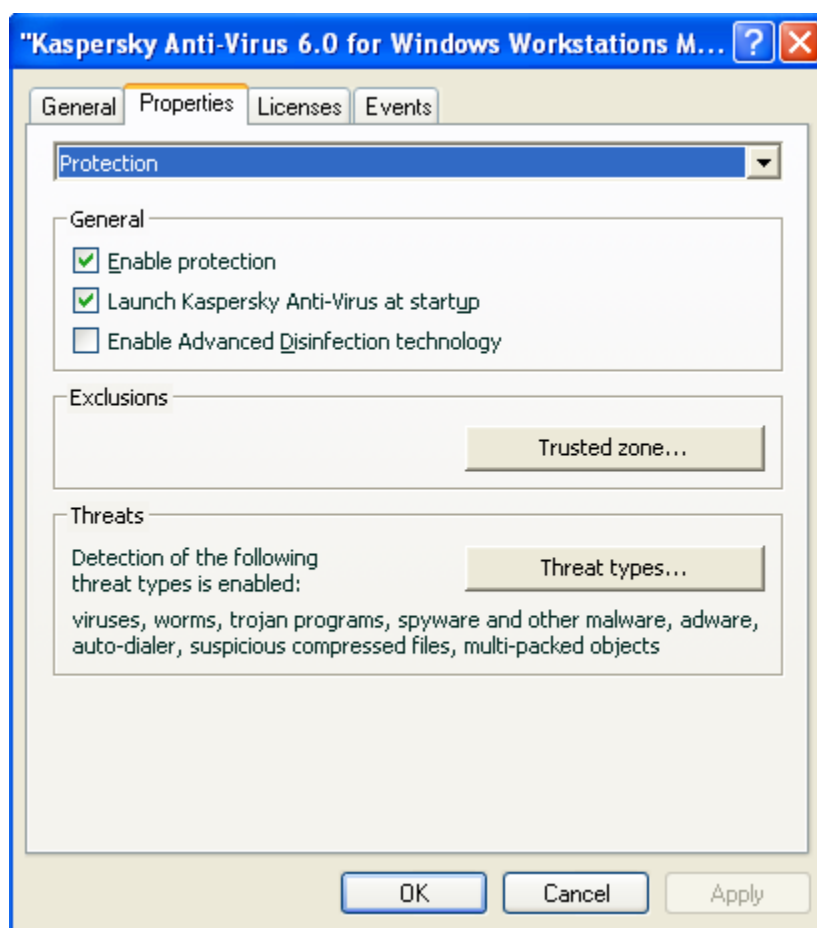 "Kaspersky Anti-Virus 6.0 for Windows Workstations M...
General Properties Licenses Events
Protection
General
Enable protection
Launch Kaspersky Anti-Virus at startup
Enable Advanced Disinfection technology
Exclusions
Trusted zone...
Threats
Detection of the following
threat types is enabled:
Threat types...
viruses, worms, trojan programs, spyware and other malware, adware,
auto-dialer, suspicious compressed files, multi-packed objects
OK Cancel Apply